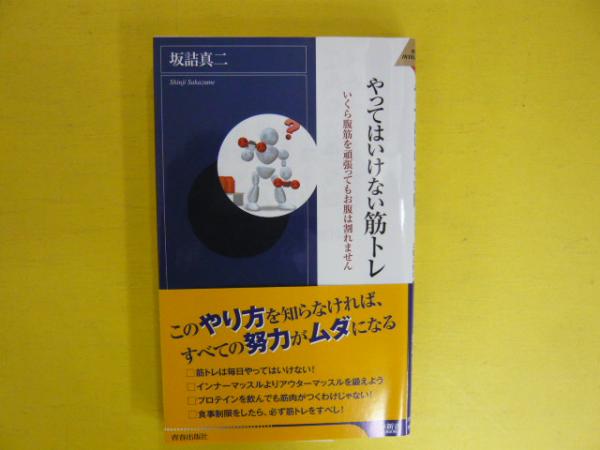 坂詰真二
Shinji Sakazume
やってはいけない筋トレ
いくら腹筋を頑張ってもお腹は割れません
?
このやり方を知らなければ、
すべての努力がムダになる
□筋トレは毎日やってはいけない!
□インナーマッスルよりアウターマッスルを鍛えよう
□プロテインを飲んでも筋肉がつくわけじゃない!
□食事制限をしたら、必ず筋トレをすべし!
青春出版社